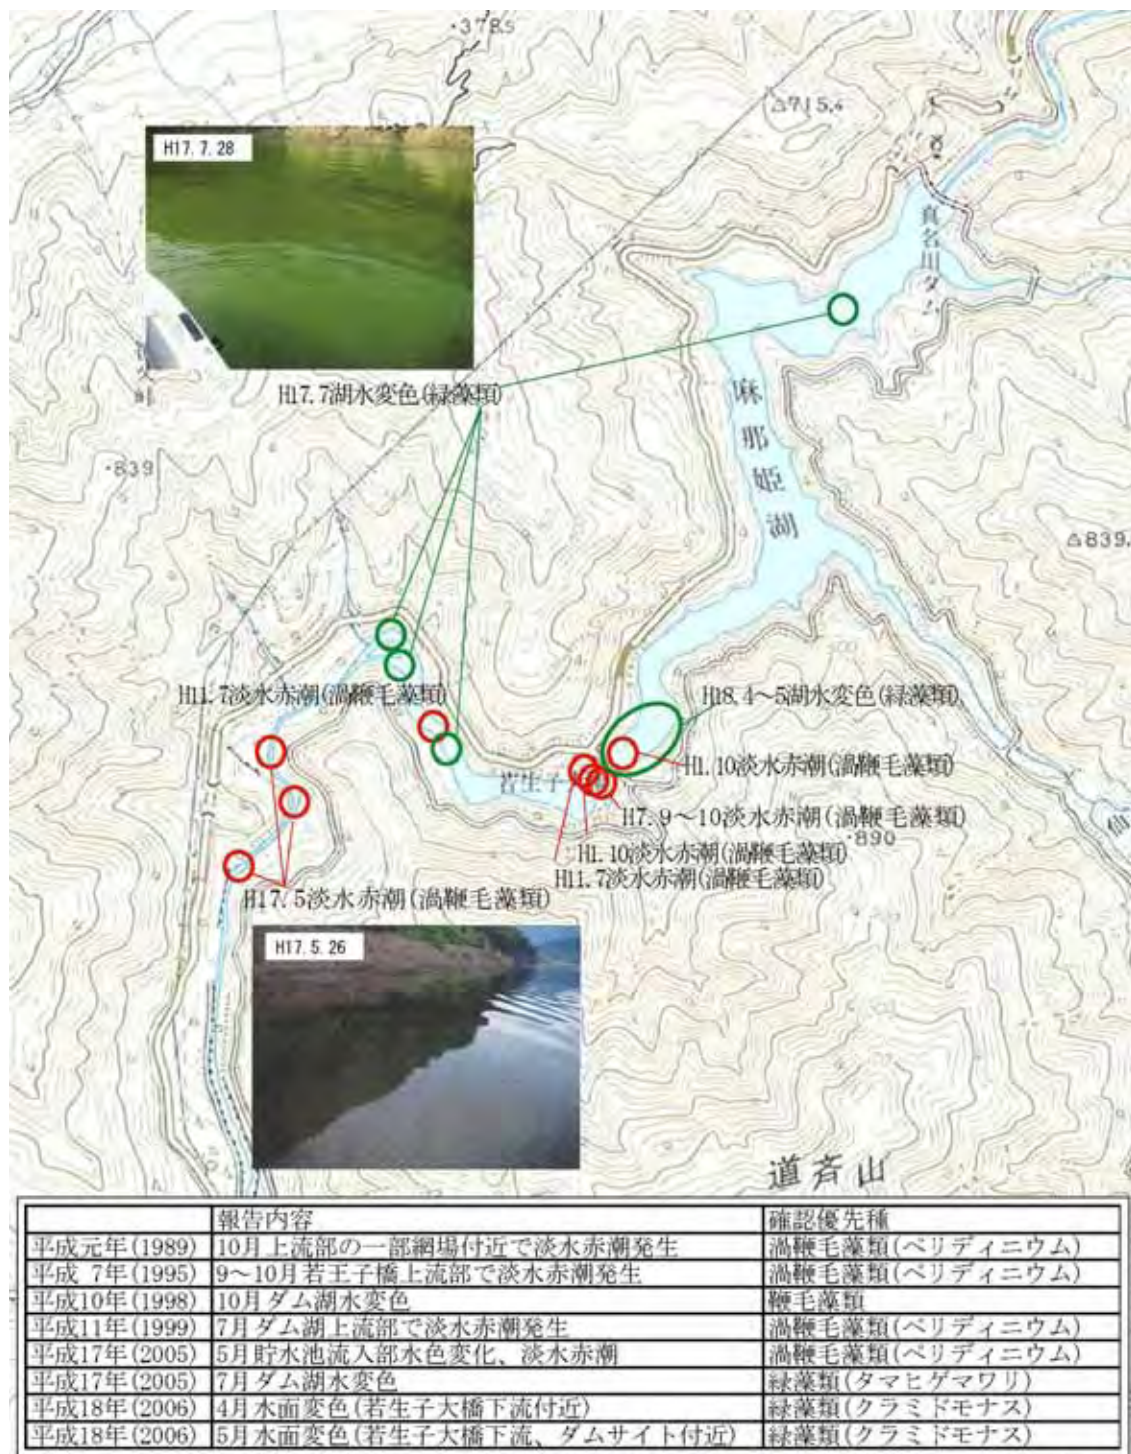 ・378.5
△715.4
H17.7.28
真名川ダム
H17.7湖水変色(緑藻類)
麻那姫湖
・839
△839.
H11.7淡水赤潮(渦鞭毛藻類)
H18.4～5湖水変色(緑藻類)
H1.10淡水赤潮(渦鞭毛藻類)
若生子
H7.9～10淡水赤潮(渦鞭毛藻類)
・890
H1.10淡水赤潮(渦鞭毛藻類)
H11.7淡水赤潮(渦鞭毛藻類)
仙
H17.5淡水赤潮(渦鞭毛藻類)
H17.5.26
道斉山
報告内容 確認優先種
平成元年(1989) 10月上流部の一部網場付近で淡水赤潮発生 渦鞭毛藻類(ペリディニウム)
平成 7年(1995) 9～10月若王子橋上流部で淡水赤潮発生 渦鞭毛藻類(ペリディニウム)
平成10年(1998) 10月ダム湖水変色 鞭毛藻類
平成11年(1999) 7月ダム湖上流部で淡水赤潮発生 渦鞭毛藻類(ペリディニウム)
平成17年(2005) 5月貯水池流入部水色変化、淡水赤潮 渦鞭毛藻類(ペリディニウム)
平成17年(2005) 7月ダム湖水変色 緑藻類(タマヒゲマワリ)
平成18年(2006) 4月水面変色(若生子大橋下流付近) 緑藻類(クラミドモナス)
平成18年(2006) 5月水面変色(若生子大橋下流、ダムサイト付近) 緑藻類(クラミドモナス)